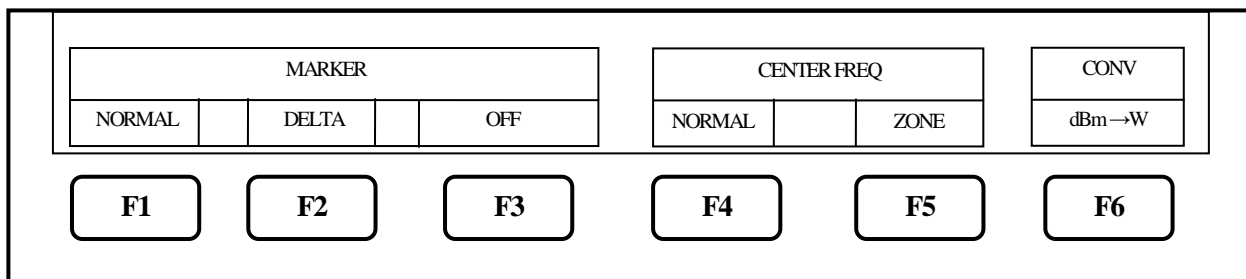 MARKER CENTER FREQ CONV
NORMAL DELTA OFF NORMAL ZONE dBm→W
F1 F2 F3 F4 F5 F6